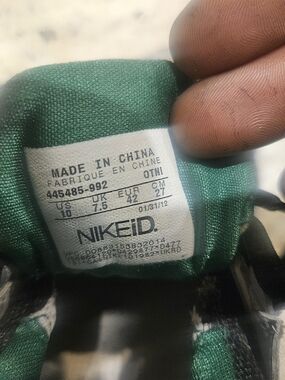 MADE IN CHINA
FABRIQUE EN CHINE
445485-992 OTHI
US UK EUR CM
10 7.5 42 27
01/31/12
NIKEiD.